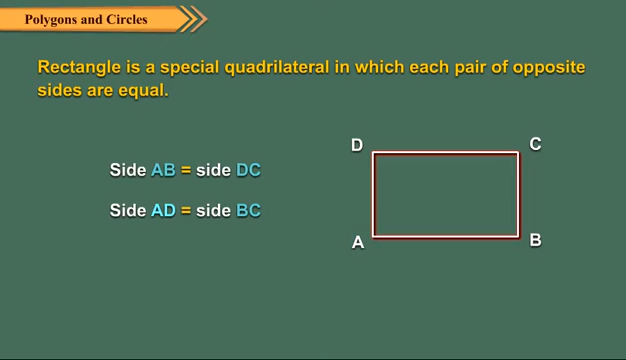 Polygons and Circles
Rectangle is a special quadrilateral in which each pair of opposite
sides are equal.
D C
Side AB = side DC
Side AD = side BC
A B